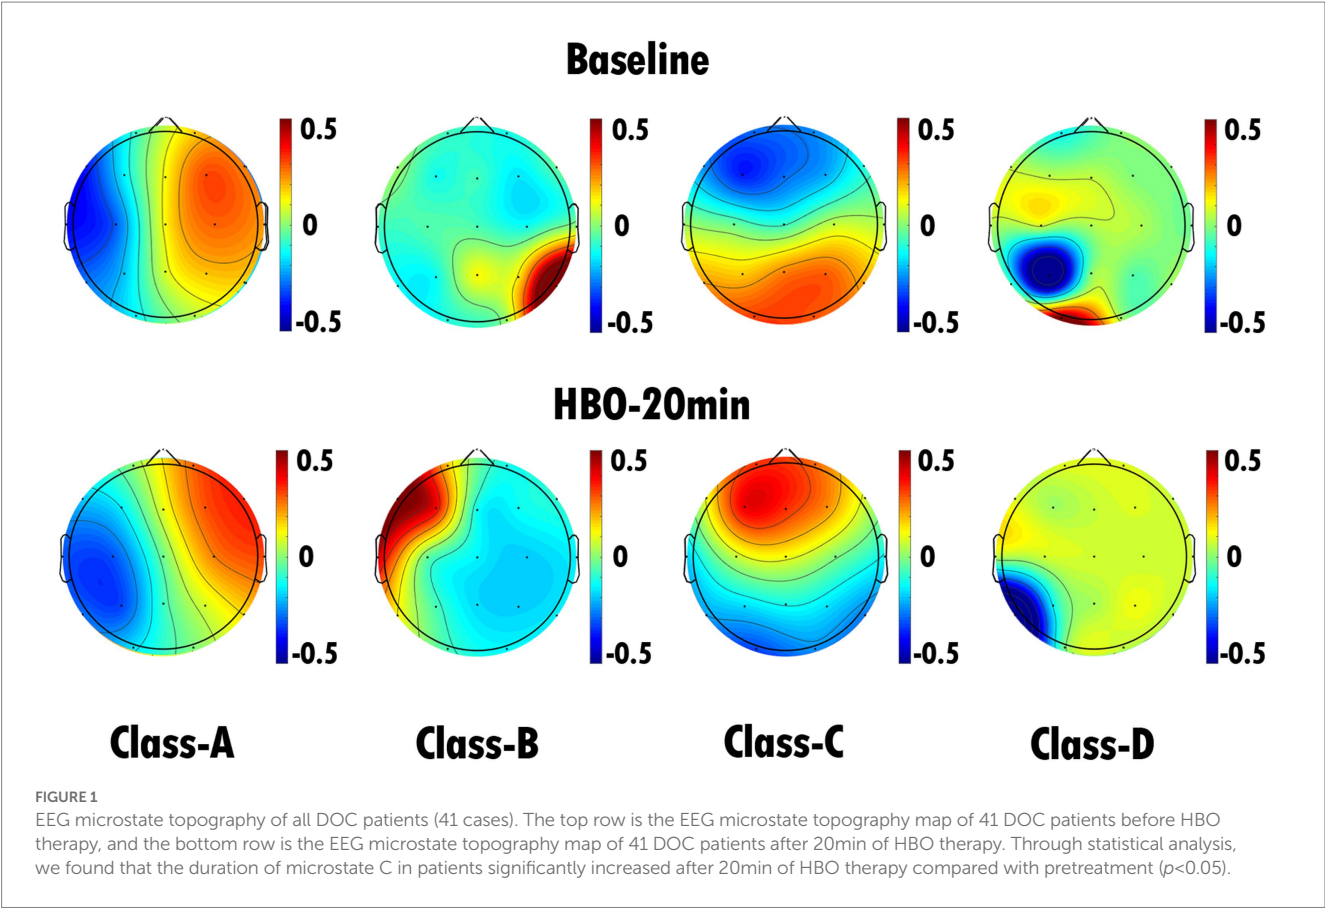 Baseline
0.5 0.5 0.5 0.5
0 0 0 0
-0.5 -0.5 -0.5 -0.5
HBO-20min
0.5 0.5 0.5 0.5
0 0 0 0
-0.5 -0.5 -0.5 -0.5
Class-A Class-B Class-C Class-D
FIGURE 1
EEG microstate topography of all DOC patients (41 cases). The top row is the EEG microstate topography map of 41 DOC patients before HBO
therapy, and the bottom row is the EEG microstate topography map of 41 DOC patients after 20min of HBO therapy. Through statistical analysis,
we found that the duration of microstate C in patients significantly increased after 20min of HBO therapy compared with pretreatment (p<0.05).